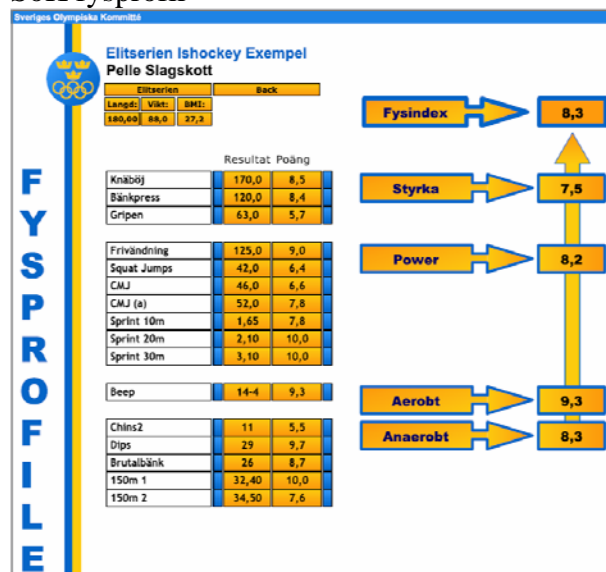 Sveriges Olympiska Kommitté
Elitserien Ishockey Exempel
Pelle Slagskott
Elitserien Back
Langd: Vikt: BMI:
180,00 88,0 27,2
Fysindex 8,3
Resultat Poäng
Knäböj 170,0 8,5
Bänkpress 120,0 8,4
Gripen 63,0 5,7
Styrka 7,5
Frivändning 125,0 9,0
Squat Jumps 42,0 6,4
CMJ 46,0 6,6
CMJ (a) 52,0 7,8
Sprint 10m 1,65 7,8
Sprint 20m 2,10 10,0
Sprint 30m 3,10 10,0
Power 8,2
Beep 14-4 9,3
Aerobt 9,3
Chins2 11 5,5
Dips 29 9,7
Brutalbänk 26 8,7
150m 1 32,40 10,0
150m 2 34,50 7,6
Anaerobt 8,3
FYSPROFILE